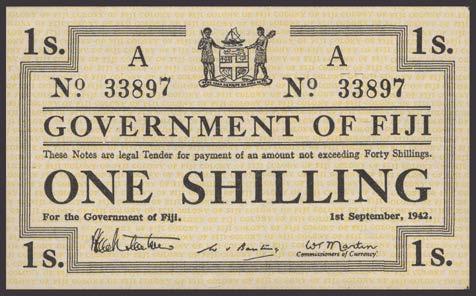 1s. 1s.
A A
Nº 33897 Nº 33897
GOVERNMENT OF FIJI
These Notes are legal Tender for payment of an amount not exceeding Forty Shillings.
ONE SHILLING
For the Government of Fiji. 1st September, 1942.
W Martin
Commissioners of Currency.
1s. 1s.